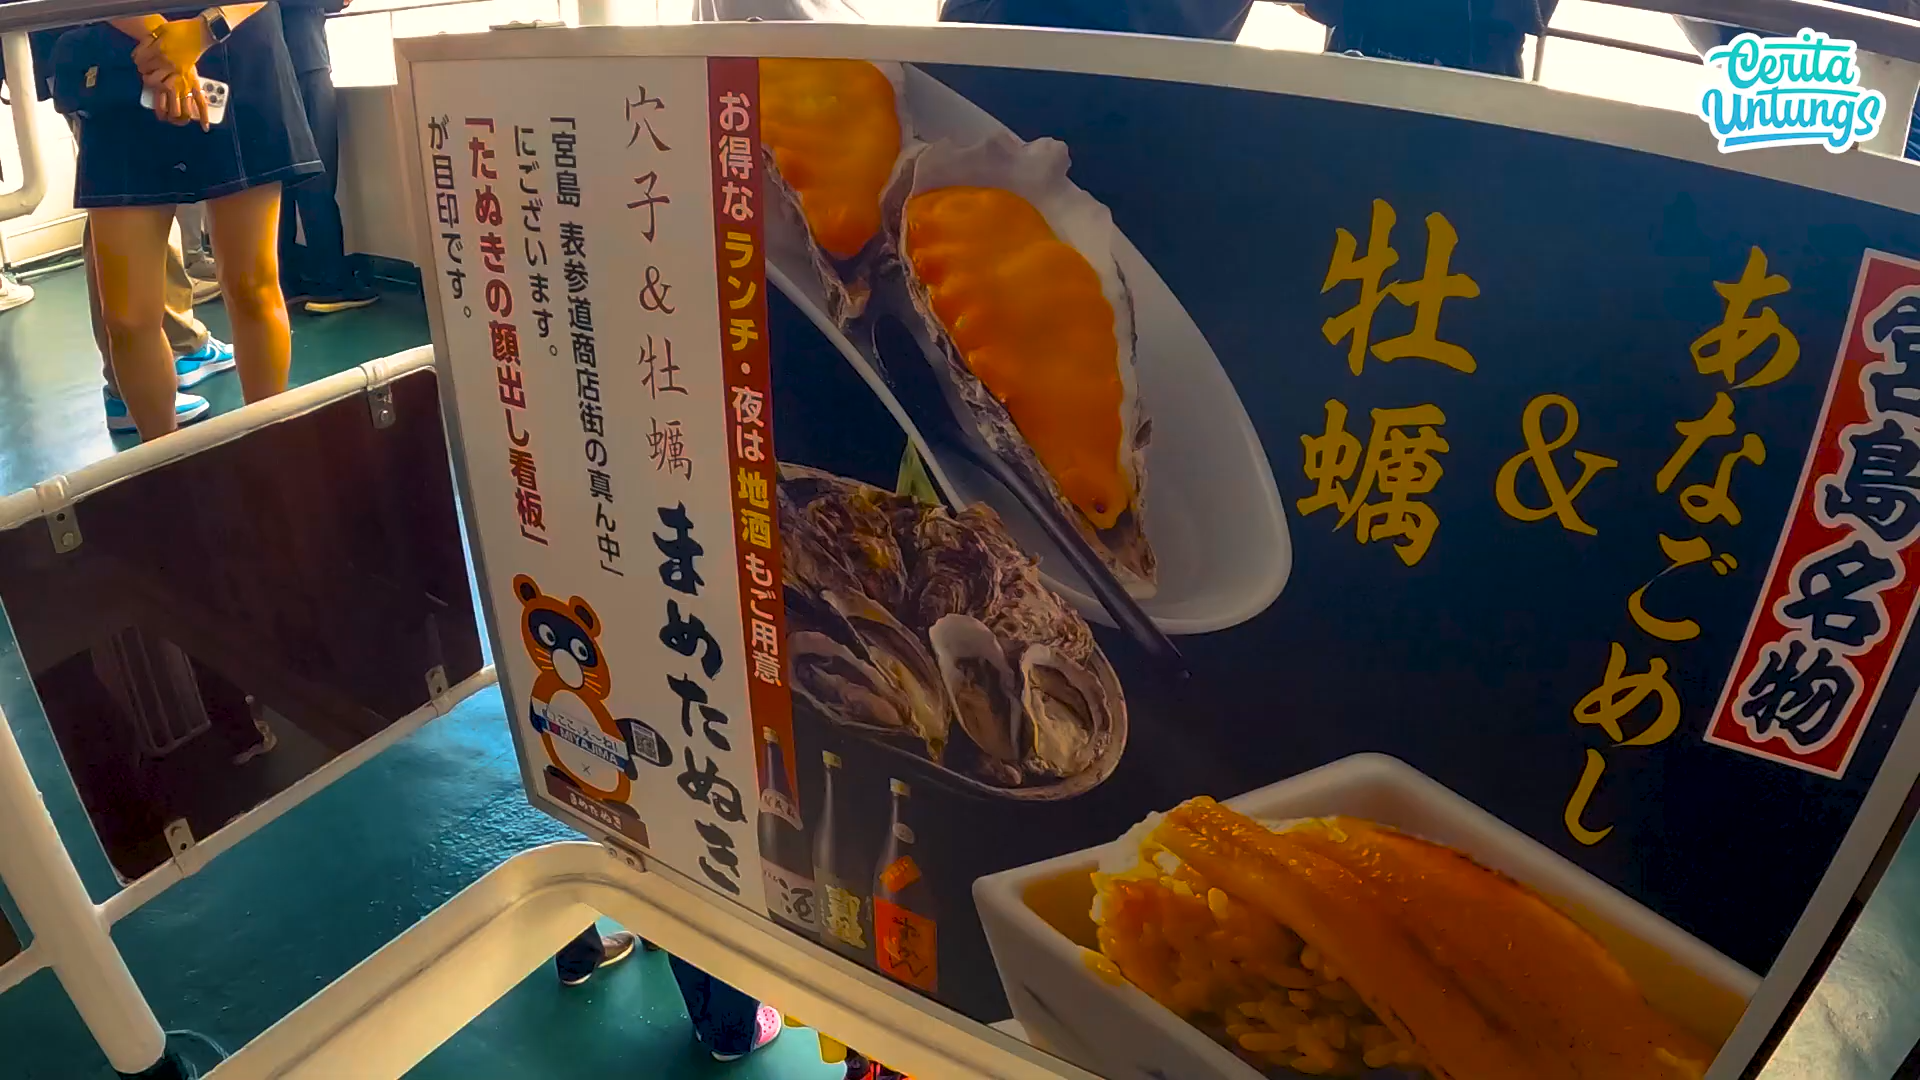 宮島名物
あなごめし
&
牡蠣
お得なランチ・夜は地酒もご用意
穴子&牡蠣 まめたぬき
「宮島 表参道商店街の真ん中」
にございます。
「たぬきの顔出し看板」
が目印です。
MIYAJIMA
まめたぬき
酒
Cerita
Untungs